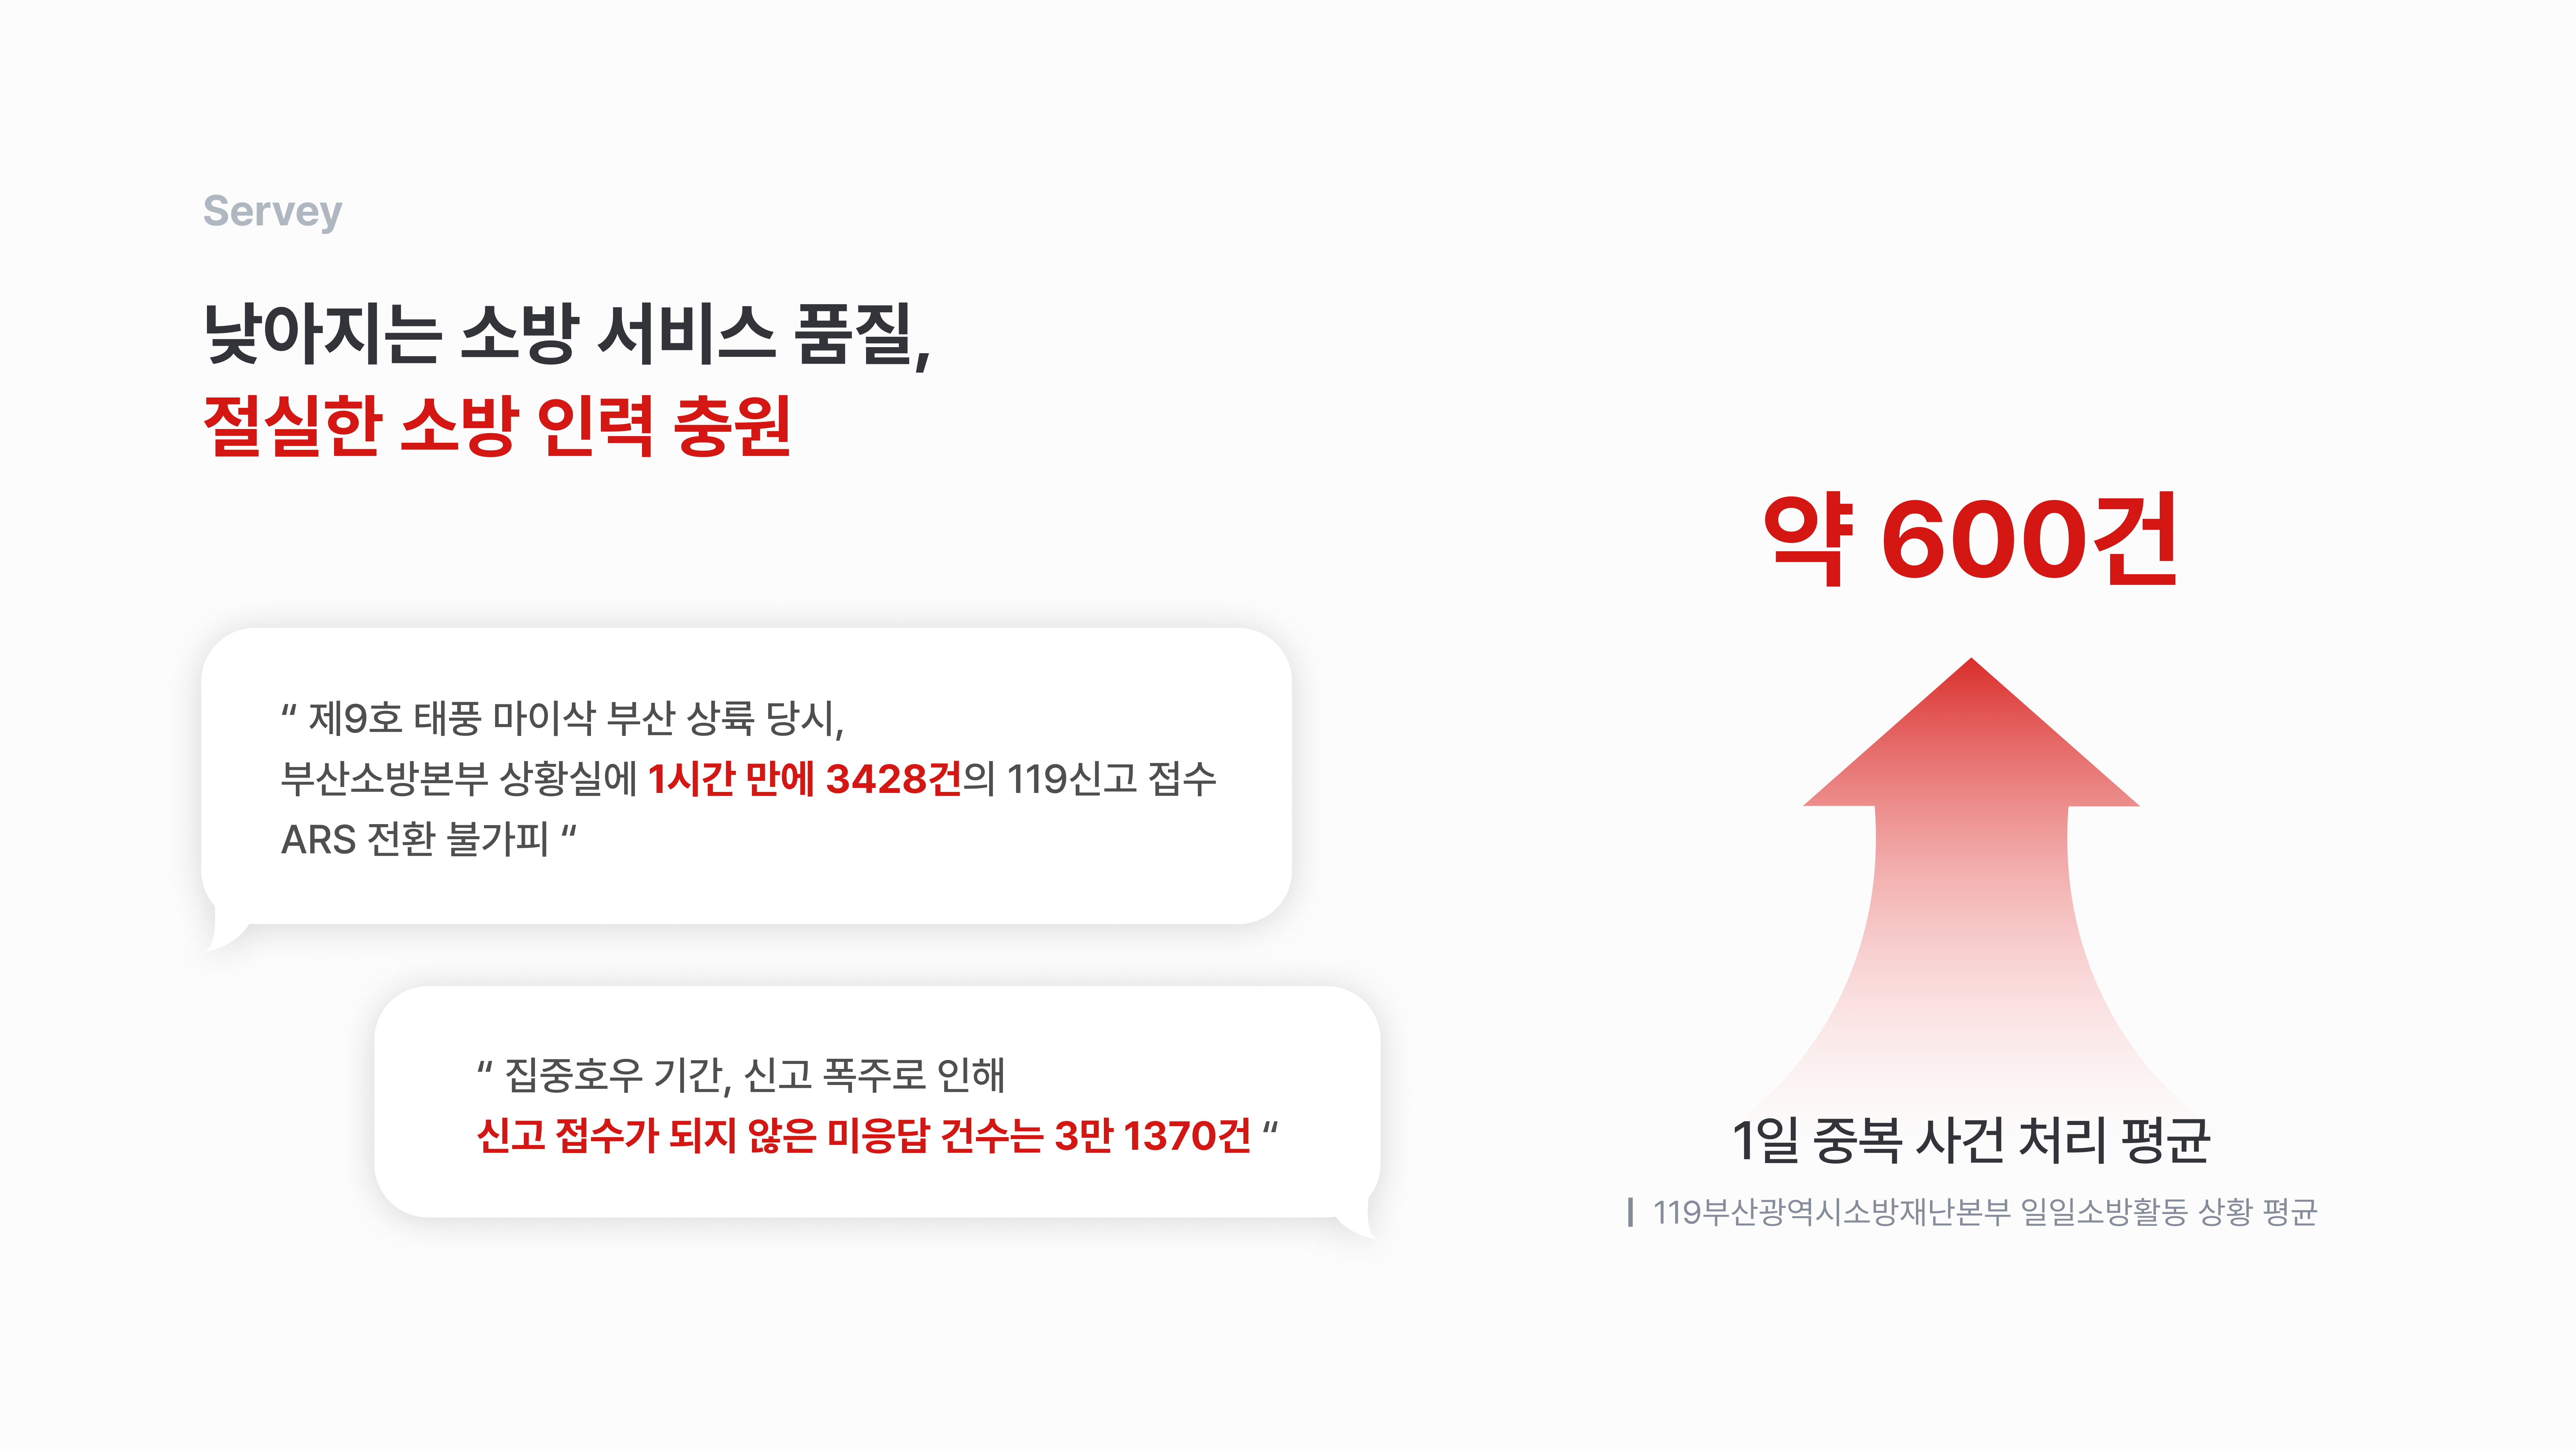 Servey
낮아지는 소방 서비스 품질,
절실한 소방 인력 충원
“ 제9호 태풍 마이삭 부산 상륙 당시,
부산소방본부 상황실에 1시간 만에 3428건의 119신고 접수
ARS 전환 불가피 “
“ 집중호우 기간, 신고 폭주로 인해
신고 접수가 되지 않은 미응답 건수는 3만 1370건 “
약 600건
1일 중복 사건 처리 평균
119부산광역시소방재난본부 일일소방활동 상황 평균